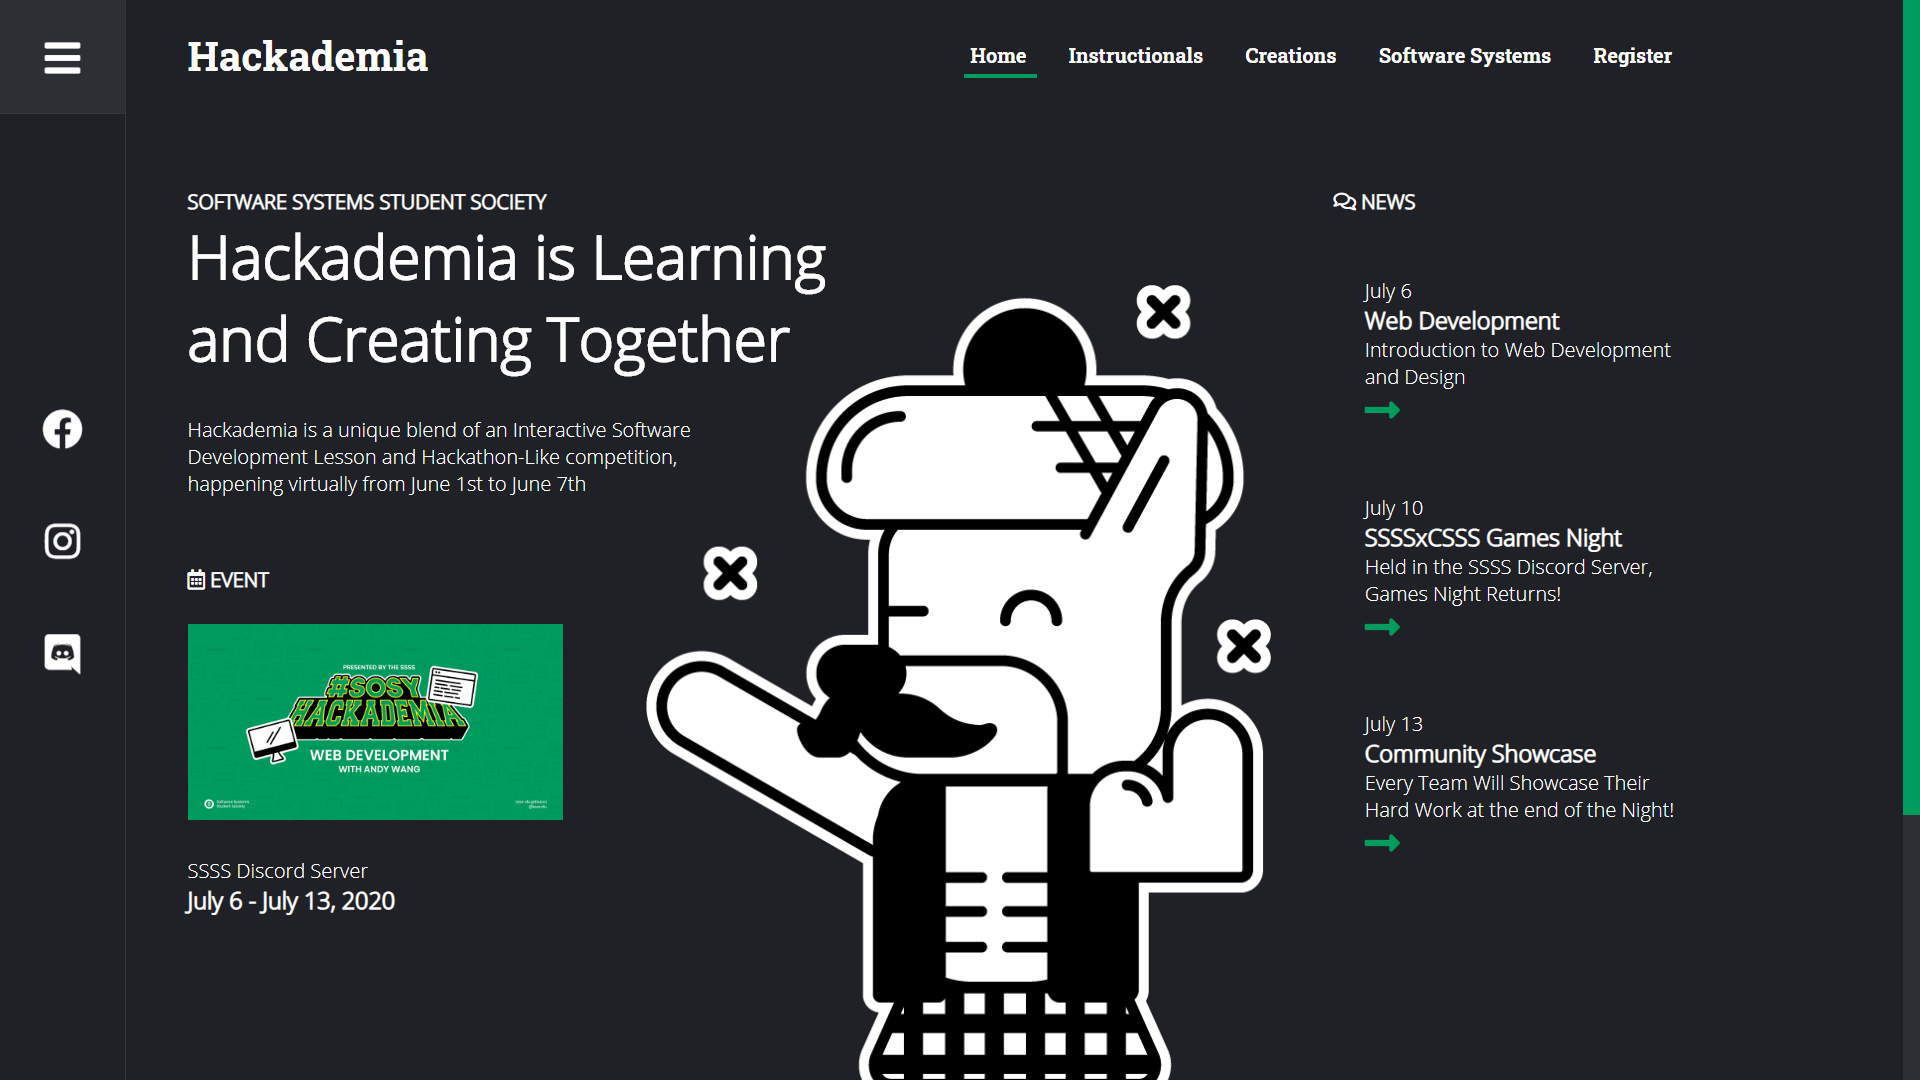 Hackademia
Home
Instructionals
Creations
Software Systems
Register
SOFTWARE SYSTEMS STUDENT SOCIETY
Hackademia is Learning
and Creating Together
Hackademia is a unique blend of an Interactive Software
Development Lesson and Hackathon-Like competition,
happening virtually from June 1st to June 7th
EVENT
PRESENTED BY THE SSSS
#SOSY
HACKADEMIA
WEB DEVELOPMENT
WITH ANDY WANG
Software Systems
Student Society
SSSS Discord Server
July 6 - July 13, 2020
NEWS
July 6
Web Development
Introduction to Web Development
and Design
July 10
SSSSxCSSS Games Night
Held in the SSSS Discord Server,
Games Night Returns!
July 13
Community Showcase
Every Team Will Showcase Their
Hard Work at the end of the Night!